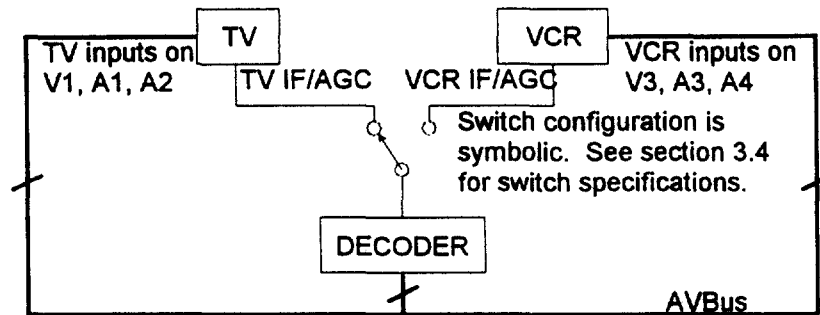 TV
VCR
TV inputs on
V1, A1, A2
VCR inputs on
V3, A3, A4
TV IF/AGC
VCR IF/AGC
Switch configuration is
symbolic. See section 3.4
for switch specifications.
DECODER
AVBus